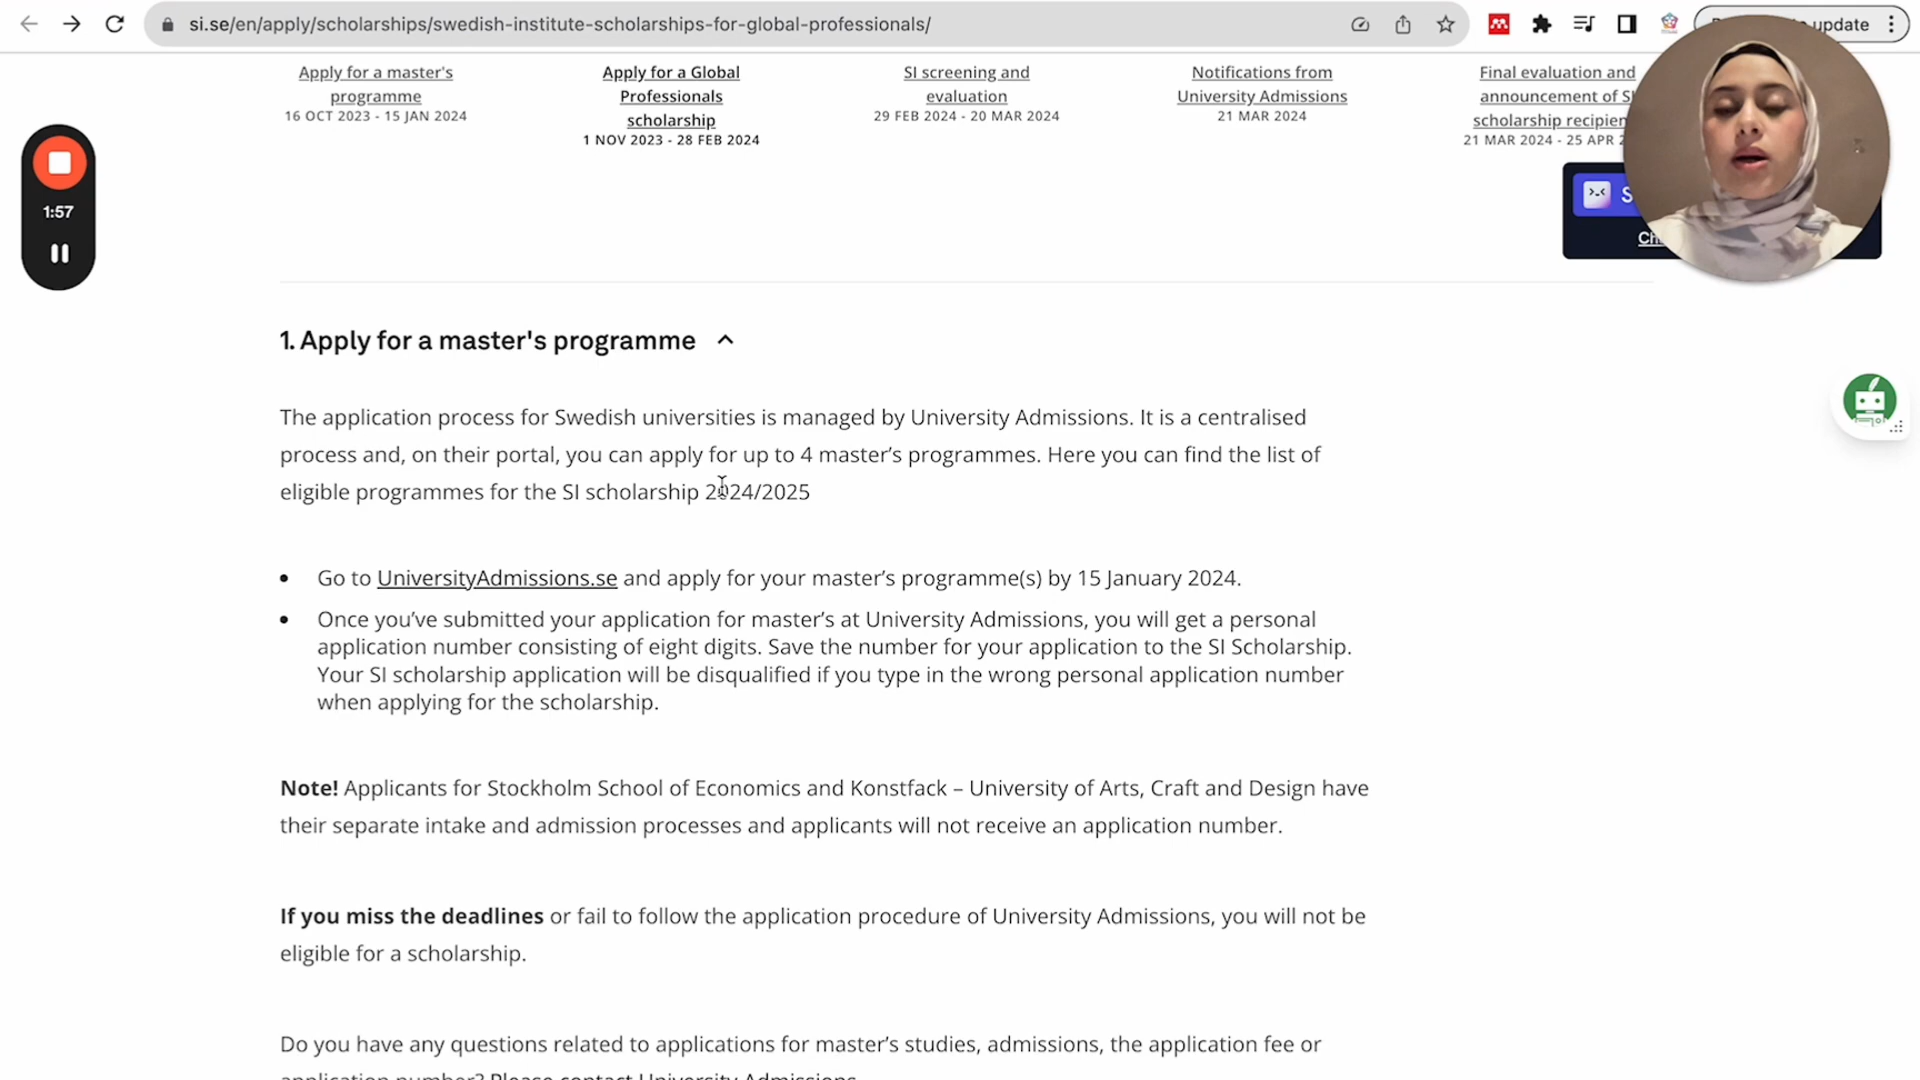 si.se/en/apply/scholarships/swedish-institute-scholarships-for-global-professionals/
update
Apply for a master's
programme
16 OCT 2023 - 15 JAN 2024
Apply for a Global
Professionals
scholarship
1 NOV 2023 - 28 FEB 2024
SI screening and
evaluation
29 FEB 2024 - 20 MAR 2024
Notifications from
University Admissions
21 MAR 2024
Final evaluation and
announcement of
scholarship
21 MAR 2024 - 25 APR
1:57
1. Apply for a master's programme
The application process for Swedish universities is managed by University Admissions. It is a centralised
process and, on their portal, you can apply for up to 4 master’s programmes. Here you can find the list of
eligible programmes for the SI scholarship 2024/2025
Go to UniversityAdmissions.se and apply for your master’s programme(s) by 15 January 2024.
Once you’ve submitted your application for master’s at University Admissions, you will get a personal
application number consisting of eight digits. Save the number for your application to the SI Scholarship.
Your SI scholarship application will be disqualified if you type in the wrong personal application number
when applying for the scholarship.
Note! Applicants for Stockholm School of Economics and Konstfack – University of Arts, Craft and Design have
their separate intake and admission processes and applicants will not receive an application number.
If you miss the deadlines or fail to follow the application procedure of University Admissions, you will not be
eligible for a scholarship.
Do you have any questions related to applications for master’s studies, admissions, the application fee or
application number? Please contact University Admissions.